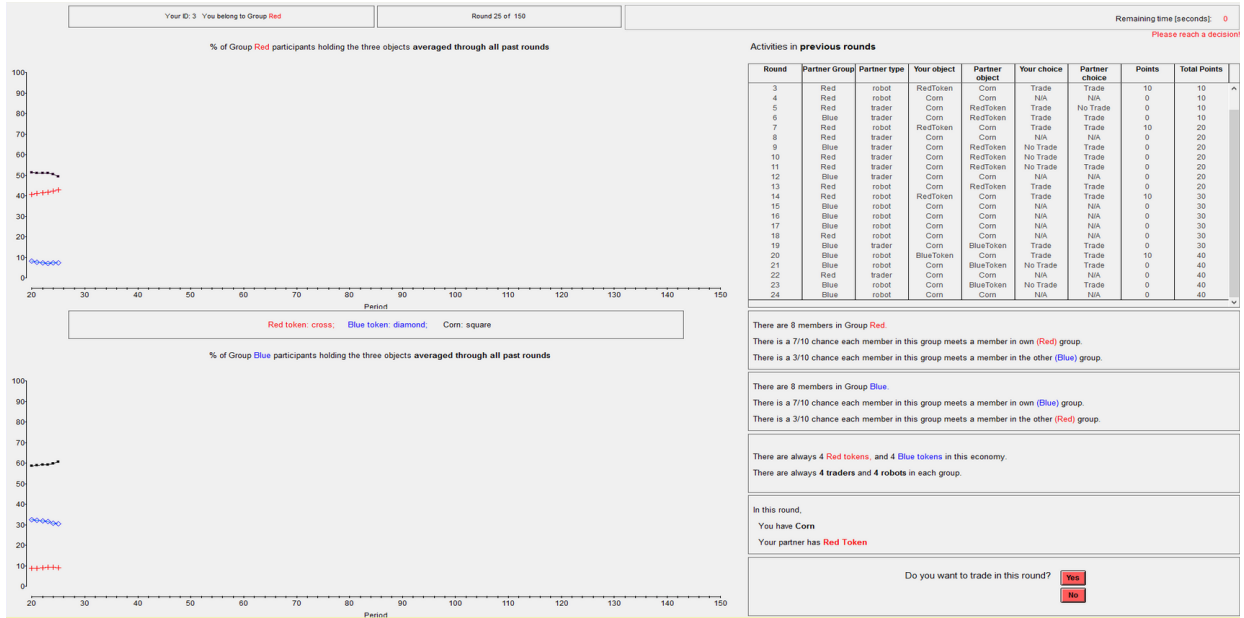 Your ID: 3 You belong to Group Red
Round 25 of 150
Remaining time [seconds]: 0
Please reach a decision!
% of Group Red participants holding the three objects averaged through all past rounds
100
90
80
70
60
50
40
30
20
10
0
20 30 40 50 60 70 80 90 100 110 120 130 140 150
Period
Red token: cross; Blue token: diamond; Corn: square
% of Group Blue participants holding the three objects averaged through all past rounds
100
90
80
70
60
50
40
30
20
10
0
20 30 40 50 60 70 80 90 100 110 120 130 140 150
Period
Activities in previous rounds
Round Partner Group Partner type Your object Partner object Your choice Partner choice Points Total Points
3 Red robot RedToken Corn Trade Trade 10 10
4 Red robot Corn Corn N/A N/A 0 10
5 Red trader Corn RedToken Trade No Trade 0 10
6 Blue trader Corn RedToken Trade Trade 0 10
7 Red robot RedToken Corn Trade Trade 10 20
8 Red trader Corn Corn N/A N/A 0 20
9 Blue trader Corn RedToken No Trade Trade 0 20
10 Red trader Corn RedToken No Trade Trade 0 20
11 Red trader Corn RedToken No Trade Trade 0 20
12 Blue trader Corn Corn N/A N/A 0 20
13 Red robot Corn RedToken Trade Trade 0 20
14 Red robot RedToken Corn Trade Trade 10 30
15 Blue robot Corn Corn N/A N/A 0 30
16 Blue robot Corn Corn N/A N/A 0 30
17 Blue robot Corn Corn N/A N/A 0 30
18 Red robot Corn Corn N/A N/A 0 30
19 Blue trader Corn BlueToken Trade Trade 0 30
20 Blue robot BlueToken Corn Trade Trade 10 40
21 Blue robot Corn BlueToken No Trade Trade 0 40
22 Red trader Corn Corn N/A N/A 0 40
23 Blue robot Corn BlueToken No Trade Trade 0 40
24 Blue robot Corn Corn N/A N/A 0 40
There are 8 members in Group Red.
There is a 7/10 chance each member in this group meets a member in own (Red) group.
There is a 3/10 chance each member in this group meets a member in the other (Blue) group.
There are 8 members in Group Blue.
There is a 7/10 chance each member in this group meets a member in own (Blue) group.
There is a 3/10 chance each member in this group meets a member in the other (Red) group.
There are always 4 Red tokens, and 4 Blue tokens in this economy.
There are always 4 traders and 4 robots in each group.
In this round,
You have Corn
Your partner has Red Token
Do you want to trade in this round?
Yes
No